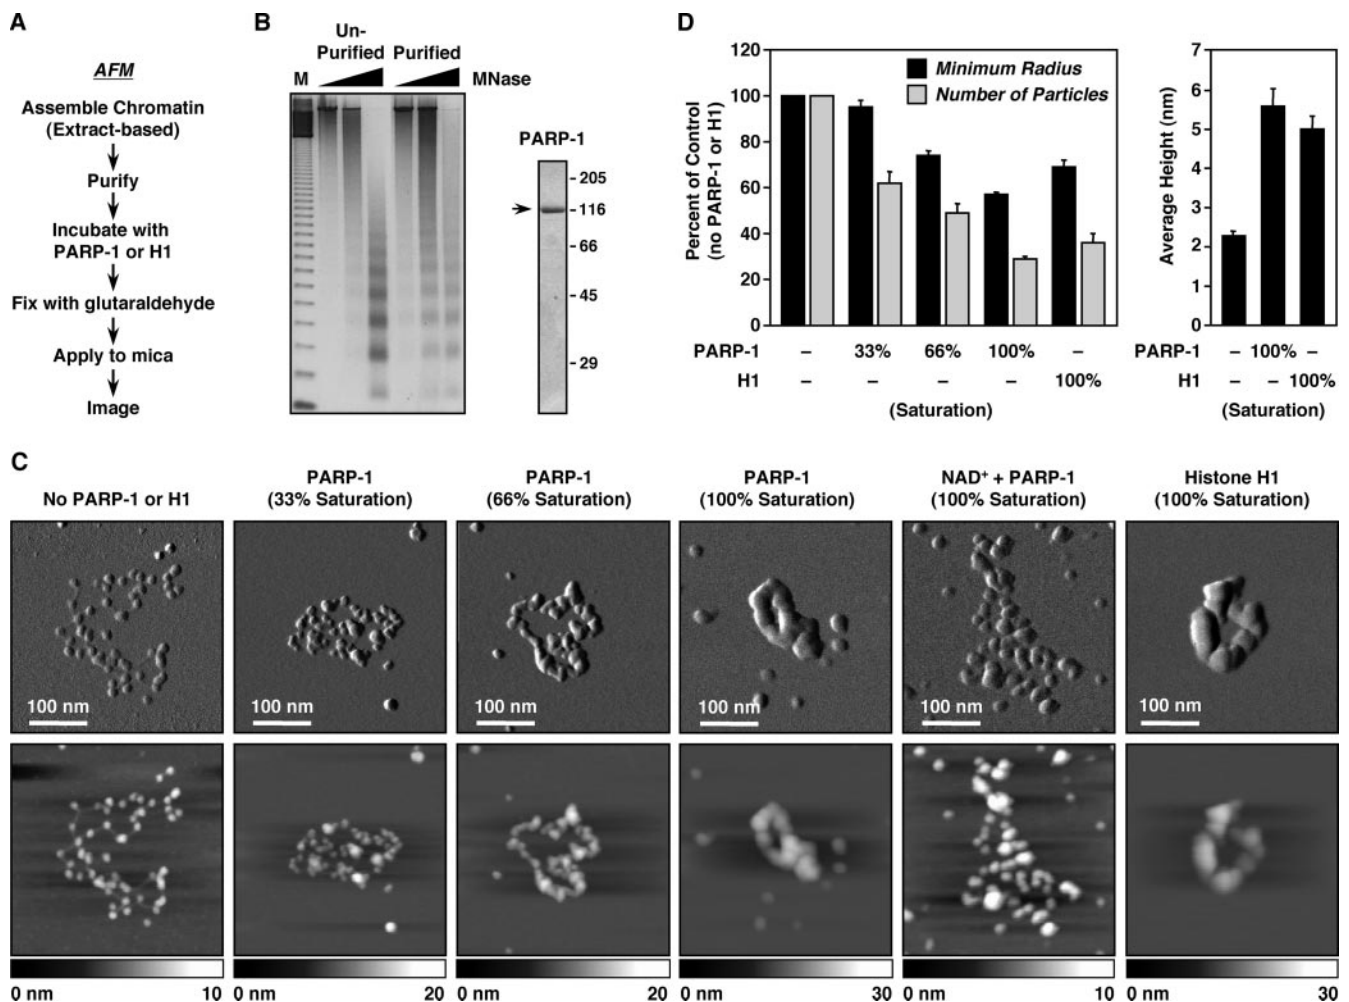 A
AFM
Assemble Chromatin
(Extract-based)
Purify
Incubate with
PARP-1 or H1
Fix with glutaraldehyde
Apply to mica
Image
B
Un-
Purified Purified
M
MNase
PARP-1
- 205
- 116
- 66
- 45
- 29
D
Percent of Control
(no PARP-1 or H1)
120
100
80
60
40
20
0
Minimum Radius
Number of Particles
PARP-1 – 33% 66% 100% –
H1 – – – – 100%
(Saturation)
Average Height (nm)
7
6
5
4
3
2
1
0
PARP-1 – 100% –
H1 – – 100%
(Saturation)
C
No PARP-1 or H1
PARP-1
(33% Saturation)
PARP-1
(66% Saturation)
PARP-1
(100% Saturation)
NAD+ + PARP-1
(100% Saturation)
Histone H1
(100% Saturation)
100 nm
100 nm
100 nm
100 nm
100 nm
100 nm
0 nm 10
0 nm 20
0 nm 20
0 nm 30
0 nm 10
0 nm 30